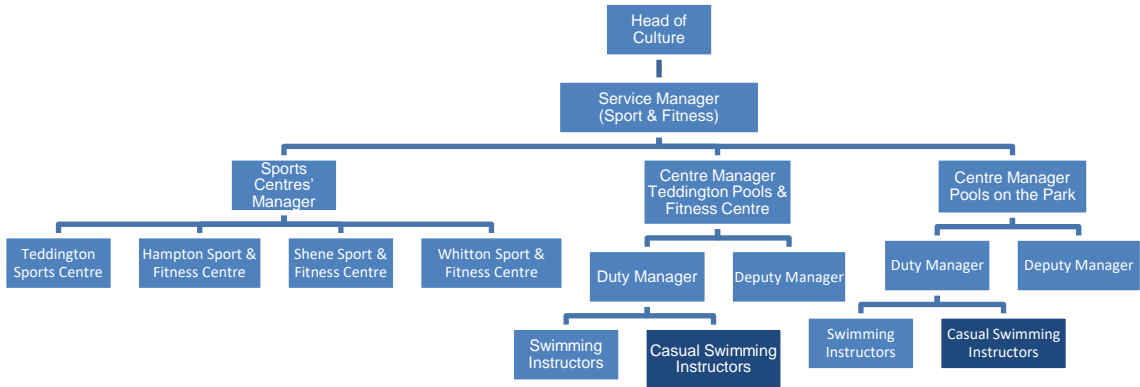 Head of
Culture
Service Manager
(Sport & Fitness)
Sports
Centres’
Manager
Centre Manager
Teddington Pools &
Fitness Centre
Centre Manager
Pools on the Park
Teddington
Sports Centre
Hampton Sport &
Fitness Centre
Shene Sport &
Fitness Centre
Whitton Sport &
Fitness Centre
Duty Manager
Deputy Manager
Duty Manager
Deputy Manager
Swimming
Instructors
Casual Swimming
Instructors
Swimming
Instructors
Casual Swimming
Instructors